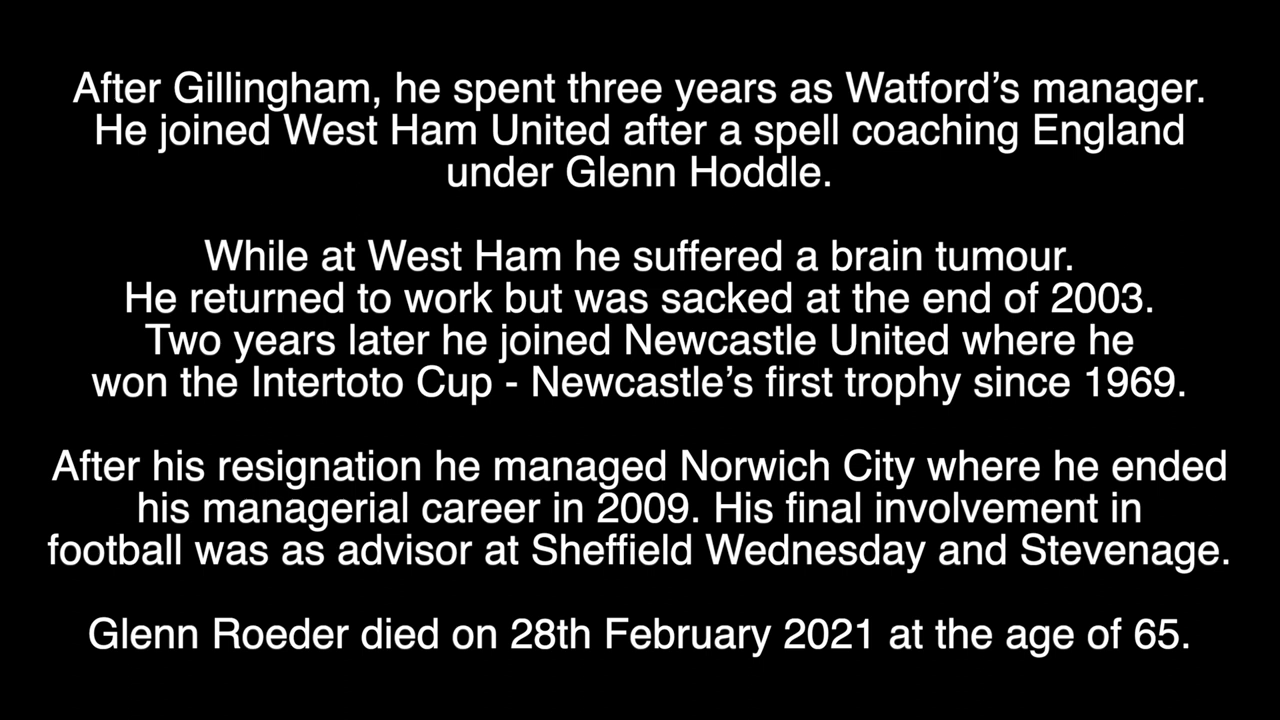 After Gillingham, he spent three years as Watford’s manager.
He joined West Ham United after a spell coaching England
under Glenn Hoddle.
While at West Ham he suffered a brain tumour.
He returned to work but was sacked at the end of 2003.
Two years later he joined Newcastle United where he
won the Intertoto Cup - Newcastle’s first trophy since 1969.
After his resignation he managed Norwich City where he ended
his managerial career in 2009. His final involvement in
football was as advisor at Sheffield Wednesday and Stevenage.
Glenn Roeder died on 28th February 2021 at the age of 65.